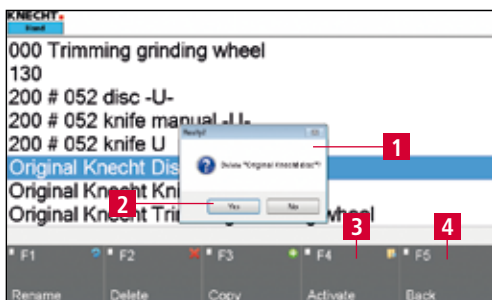 KNECHT
Hand
000 Trimming grinding wheel
130
200 # 052 disc -U-
200 # 052 knife manual -U-
200 # 052 knife U
Really?
Delete "Original Knecht disc"?
Yes
No
Original Knecht Dis
Original Knecht Kni
Original Knecht Tri
wheel
1
2
3
4
F1
F2
F3
F4
F5
Rename
Delete
Copy
Activate
Back